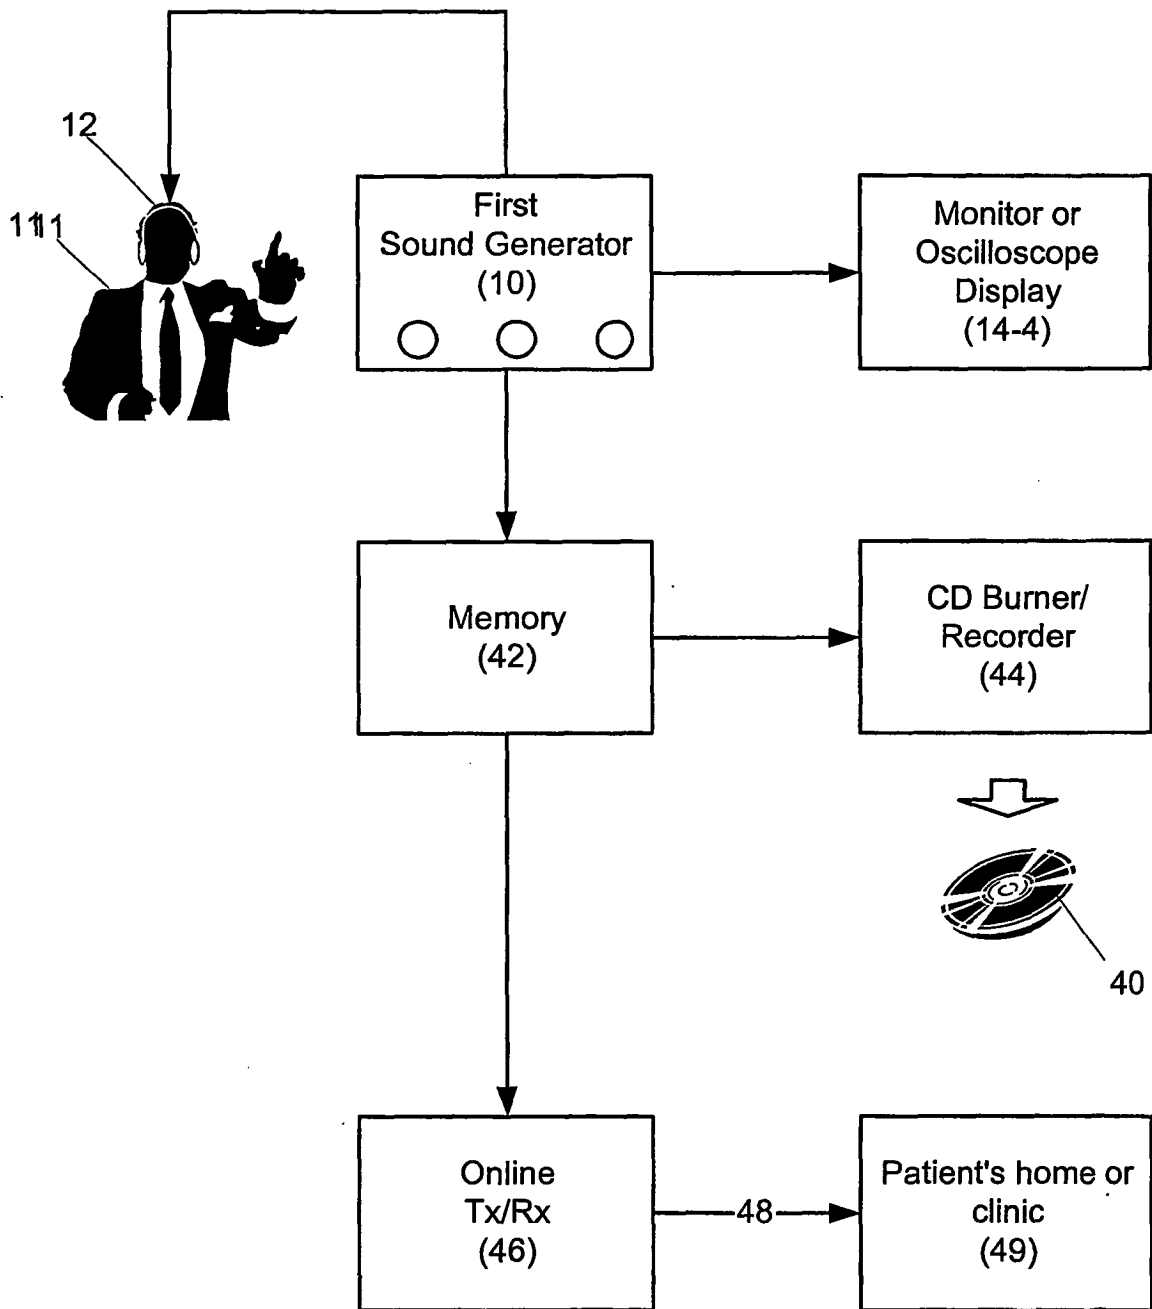 12
1111
First
Sound Generator
(10)
Monitor or
Oscilloscope
Display
(14-4)
Memory
(42)
CD Burner/
Recorder
(44)
40
Online
Tx/Rx
(46)
48
Patient's home or
clinic
(49)